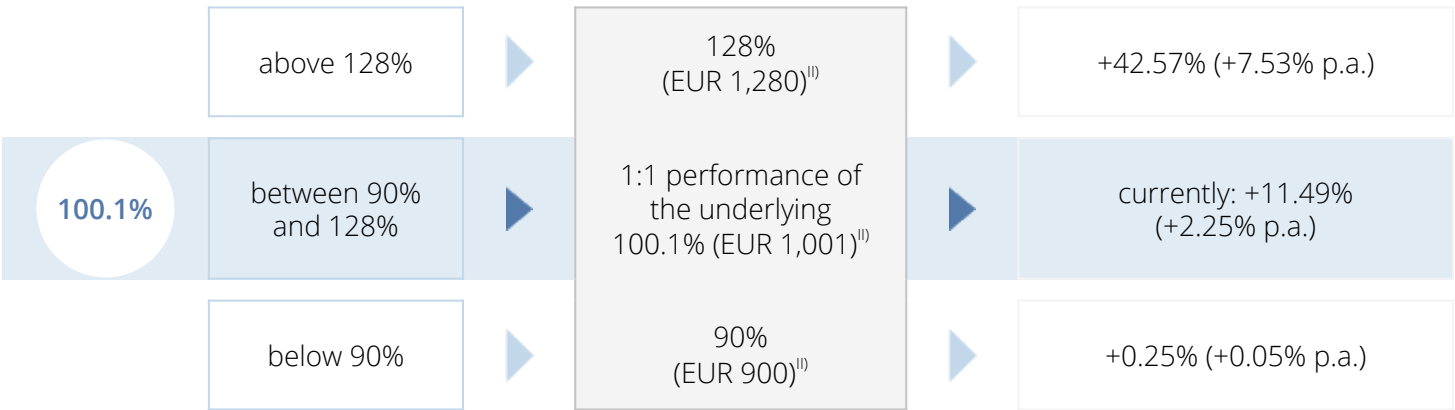 above 128%
128%
(EUR 1,280)II)
+42.57% (+7.53% p.a.)
100.1%
between 90%
and 128%
1:1 performance of
the underlying
100.1% (EUR 1,001)II)
currently: +11.49%
(+2.25% p.a.)
below 90%
90%
(EUR 900)II)
+0.25% (+0.05% p.a.)